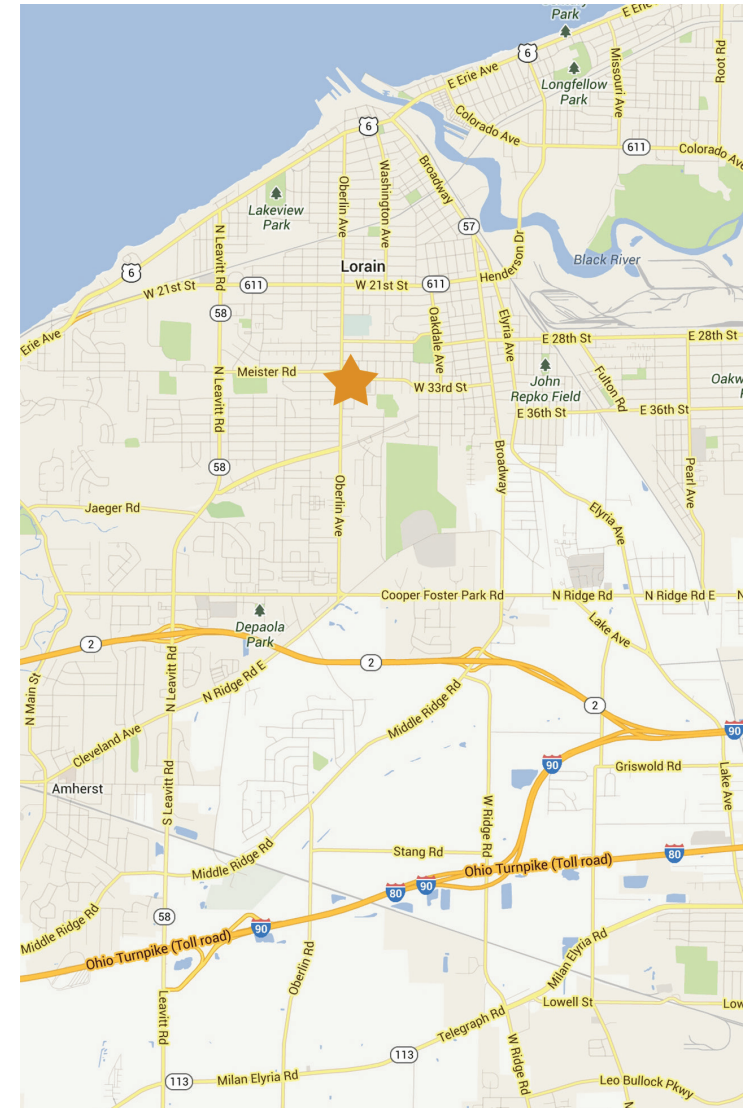 Park
E Erie Ave
6
Longfellow
Park
Missouri Ave
Root Rd
E Erie Ave
Colorado Ave
611
Colorado Ave
6
Oberlin Ave
Washington Ave
Broadway
Lakeview
Park
N Leavitt Rd
57
Black River
Henderson Dr
Lorain
6
W 21st St
611
W 21st St
611
58
Erie Ave
Oakdale Ave
Elyria Ave
E 28th St
E 28th St
Meister Rd
W 33rd St
John
Repko Field
Fulton Rd
N Leavitt Rd
E 36th St
E 36th St
Broadway
58
Oberlin Ave
Pearl Ave
Jaeger Rd
Elyria Ave
Cooper Foster Park Rd
N Ridge Rd
N Ridge Rd E
N
Depaola
Park
Lake Ave
2
2
N Leavitt Rd
N Ridge Rd E
N Main St
Middle Ridge Rd
2
90
Cleveland Ave
90
Griswold Rd
Amherst
S Leavitt Rd
Lake Ave
W Ridge Rd
Middle Ridge Rd
Stang Rd
80
Ohio Turnpike (Toll road)
80
90
58
Middle Ridge Rd
90
Ohio Turnpike (Toll road)
Oberlin Rd
Milan Elyria Rd
Leavitt Rd
Lowell St
Low
Telegraph Rd
113
W Ridge Rd
113
Milan Elyria Rd
Leo Bullock Pkwy
N